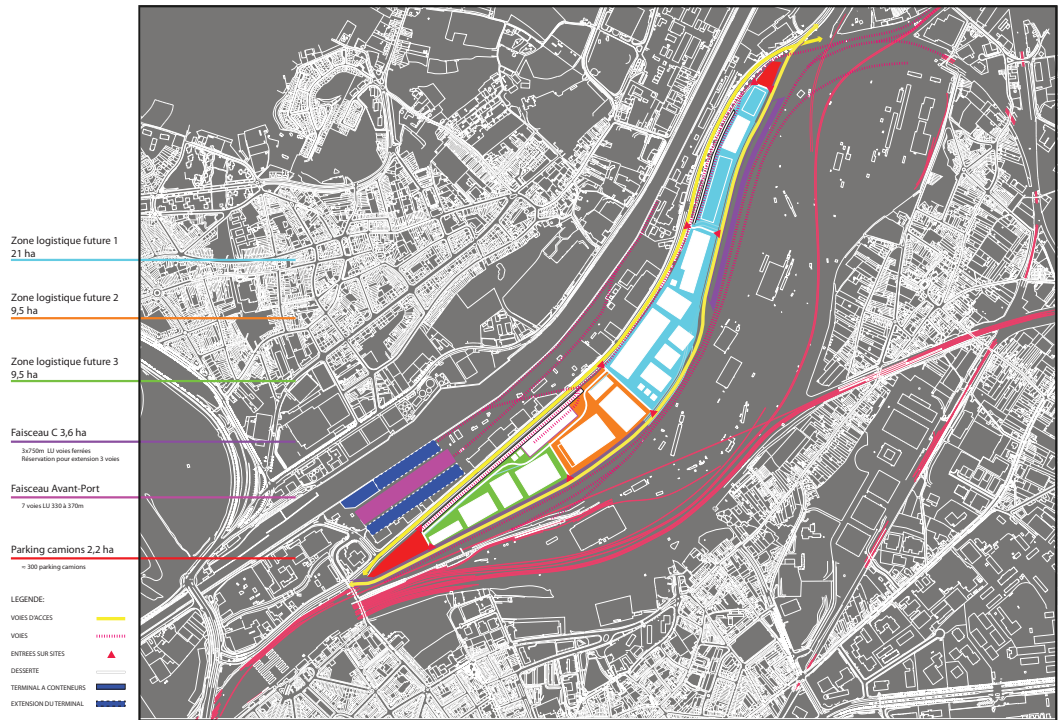 Zone logistique future 1
21 ha
Zone logistique future 2
9,5 ha
Zone logistique future 3
9,5 ha
Faisceau C 3,6 ha
3x750m LU voies ferrées
Réservation pour extension 3 voies
Faisceau Avant-Port
7 voies LU 330 à 370m
Parking camions 2,2 ha
≈ 300 parking camions
LEGENDE:
VOIES D'ACCES
VOIES
ENTREES SUR SITES
DESSERTE
TERMINAL A CONTENEURS
EXTENSION DU TERMINAL